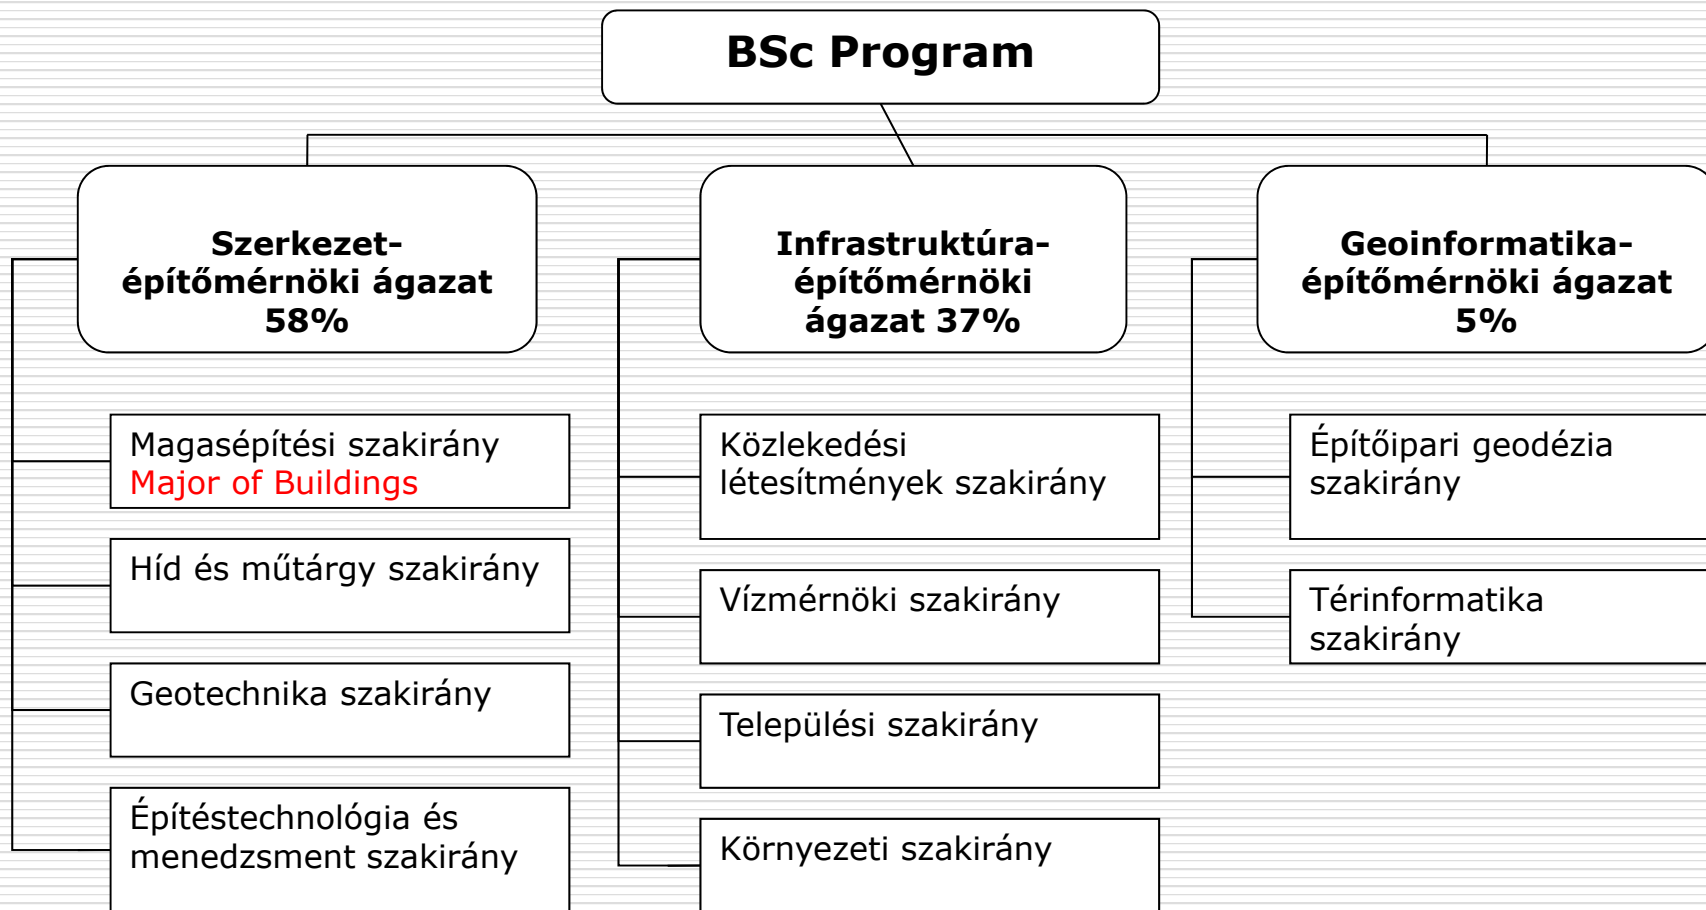 BSc Program
Szerkezet-
építőmérnöki ágazat
58%
Magasépítési szakirány
Major of Buildings
Híd és műtárgy szakirány
Geotechnika szakirány
Építéstechnológia és
menedzsment szakirány
Infrastruktúra-
építőmérnöki
ágazat 37%
Közlekedési
létesítmények szakirány
Vízmérnöki szakirány
Települési szakirány
Környezeti szakirány
Geoinformatika-
építőmérnöki ágazat
5%
Építőipari geodézia
szakirány
Térinformatika
szakirány